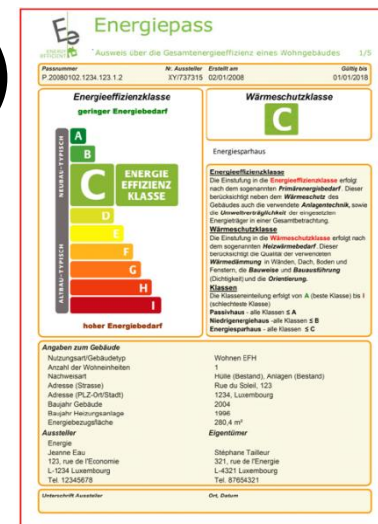 Energiepass
ENERGY EFFICIENT
"Ausweis über die Gesamtenergieeffizienz eines Wohngebäudes 1/5
Passnummer Nr. Aussteller Erstellt am Gültig bis
P.20080102.1234.123.1.2 XY/737315 02/01/2008 01/01/2018
Energieeffizienzklasse
geringer Energiebedarf
NEUBAU-TYPISCH
ALTBAU-TYPISCH
A
B
C ENERGIE EFFIZIENZ KLASSE
D
E
F
G
H
I
hoher Energiebedarf
Wärmeschutzklasse
C
Energiesparhaus
Energieeffizienzklasse
Die Einstufung in die Energieeffizienzklasse erfolgt
nach dem sogenannten Primärenergiebedarf. Dieser
berücksichtigt neben dem Wärmeschutz des
Gebäudes auch die verwendete Anlagentechnik, sowie
die Umweltverträglichkeit der eingesetzten
Energieträger in einer Gesamtbetrachtung.
Wärmeschutzklasse
Die Einstufung in die Wärmeschutzklasse erfolgt nach
dem sogenannten Heizwärmebedarf. Dieser
berücksichtigt die Qualität der verwendeten
Wärmedämmung in Wänden, Dach, Boden und
Fenstern, die Bauweise und Bauausführung
(Dichtigkeit) und die Orientierung.
Klassen
Die Klasseneinteilung erfolgt von A (beste Klasse) bis I
(schlechteste Klasse)
Passivhaus - alle Klassen ≤ A
Niedrigenergiehaus -alle Klassen ≤ B
Energiesparhaus - alle Klassen ≤ C
Angaben zum Gebäude
Nutzungsart/Gebäudetyp Wohnen EFH
Anzahl der Wohneinheiten 1
Nachweisart Hülle (Bestand), Anlagen (Bestand)
Adresse (Strasse) Rue du Soleil, 123
Adresse (PLZ-Ort/Stadt) 1234, Luxembourg
Baujahr Gebäude 2004
Baujahr Heizungsanlage 1996
Energiebezugsfläche 280,4 m²
Aussteller Eigentümer
Energie
Jeanne Eau Stéphane Tailleur
123, rue de l'Economie 321, rue de l'Energie
L-1234 Luxembourg L-4321 Luxembourg
Tel. 12345678 Tel. 87654321
Unterschrift Aussteller Ort, Datum